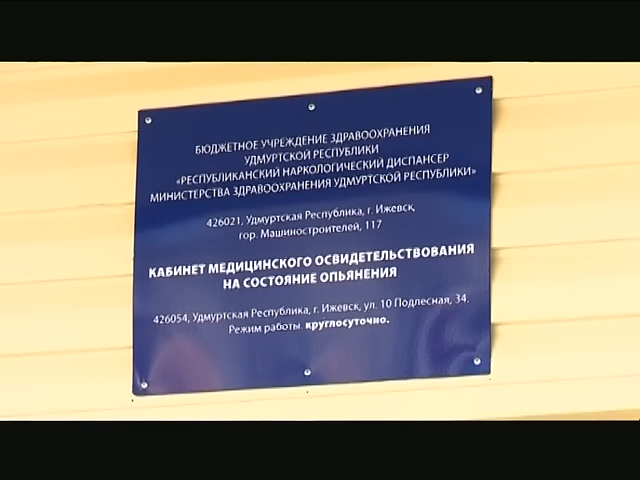 БЮДЖЕТНОЕ УЧРЕЖДЕНИЕ ЗДРАВООХРАНЕНИЯ
УДМУРТСКОЙ РЕСПУБЛИКИ
«РЕСПУБЛИКАНСКИЙ НАРКОЛОГИЧЕСКИЙ ДИСПАНСЕР
МИНИСТЕРСТВА ЗДРАВООХРАНЕНИЯ УДМУРТСКОЙ РЕСПУБЛИКИ»
426021, Удмуртская Республика, г. Ижевск,
гор. Машиностроителей, 117
КАБИНЕТ МЕДИЦИНСКОГО ОСВИДЕТЕЛЬСТВОВАНИЯ
НА СОСТОЯНИЕ ОПЬЯНЕНИЯ
426054, Удмуртская Республика, г. Ижевск, ул. 10 Подлесная, 34.
Режим работы: круглосуточно.